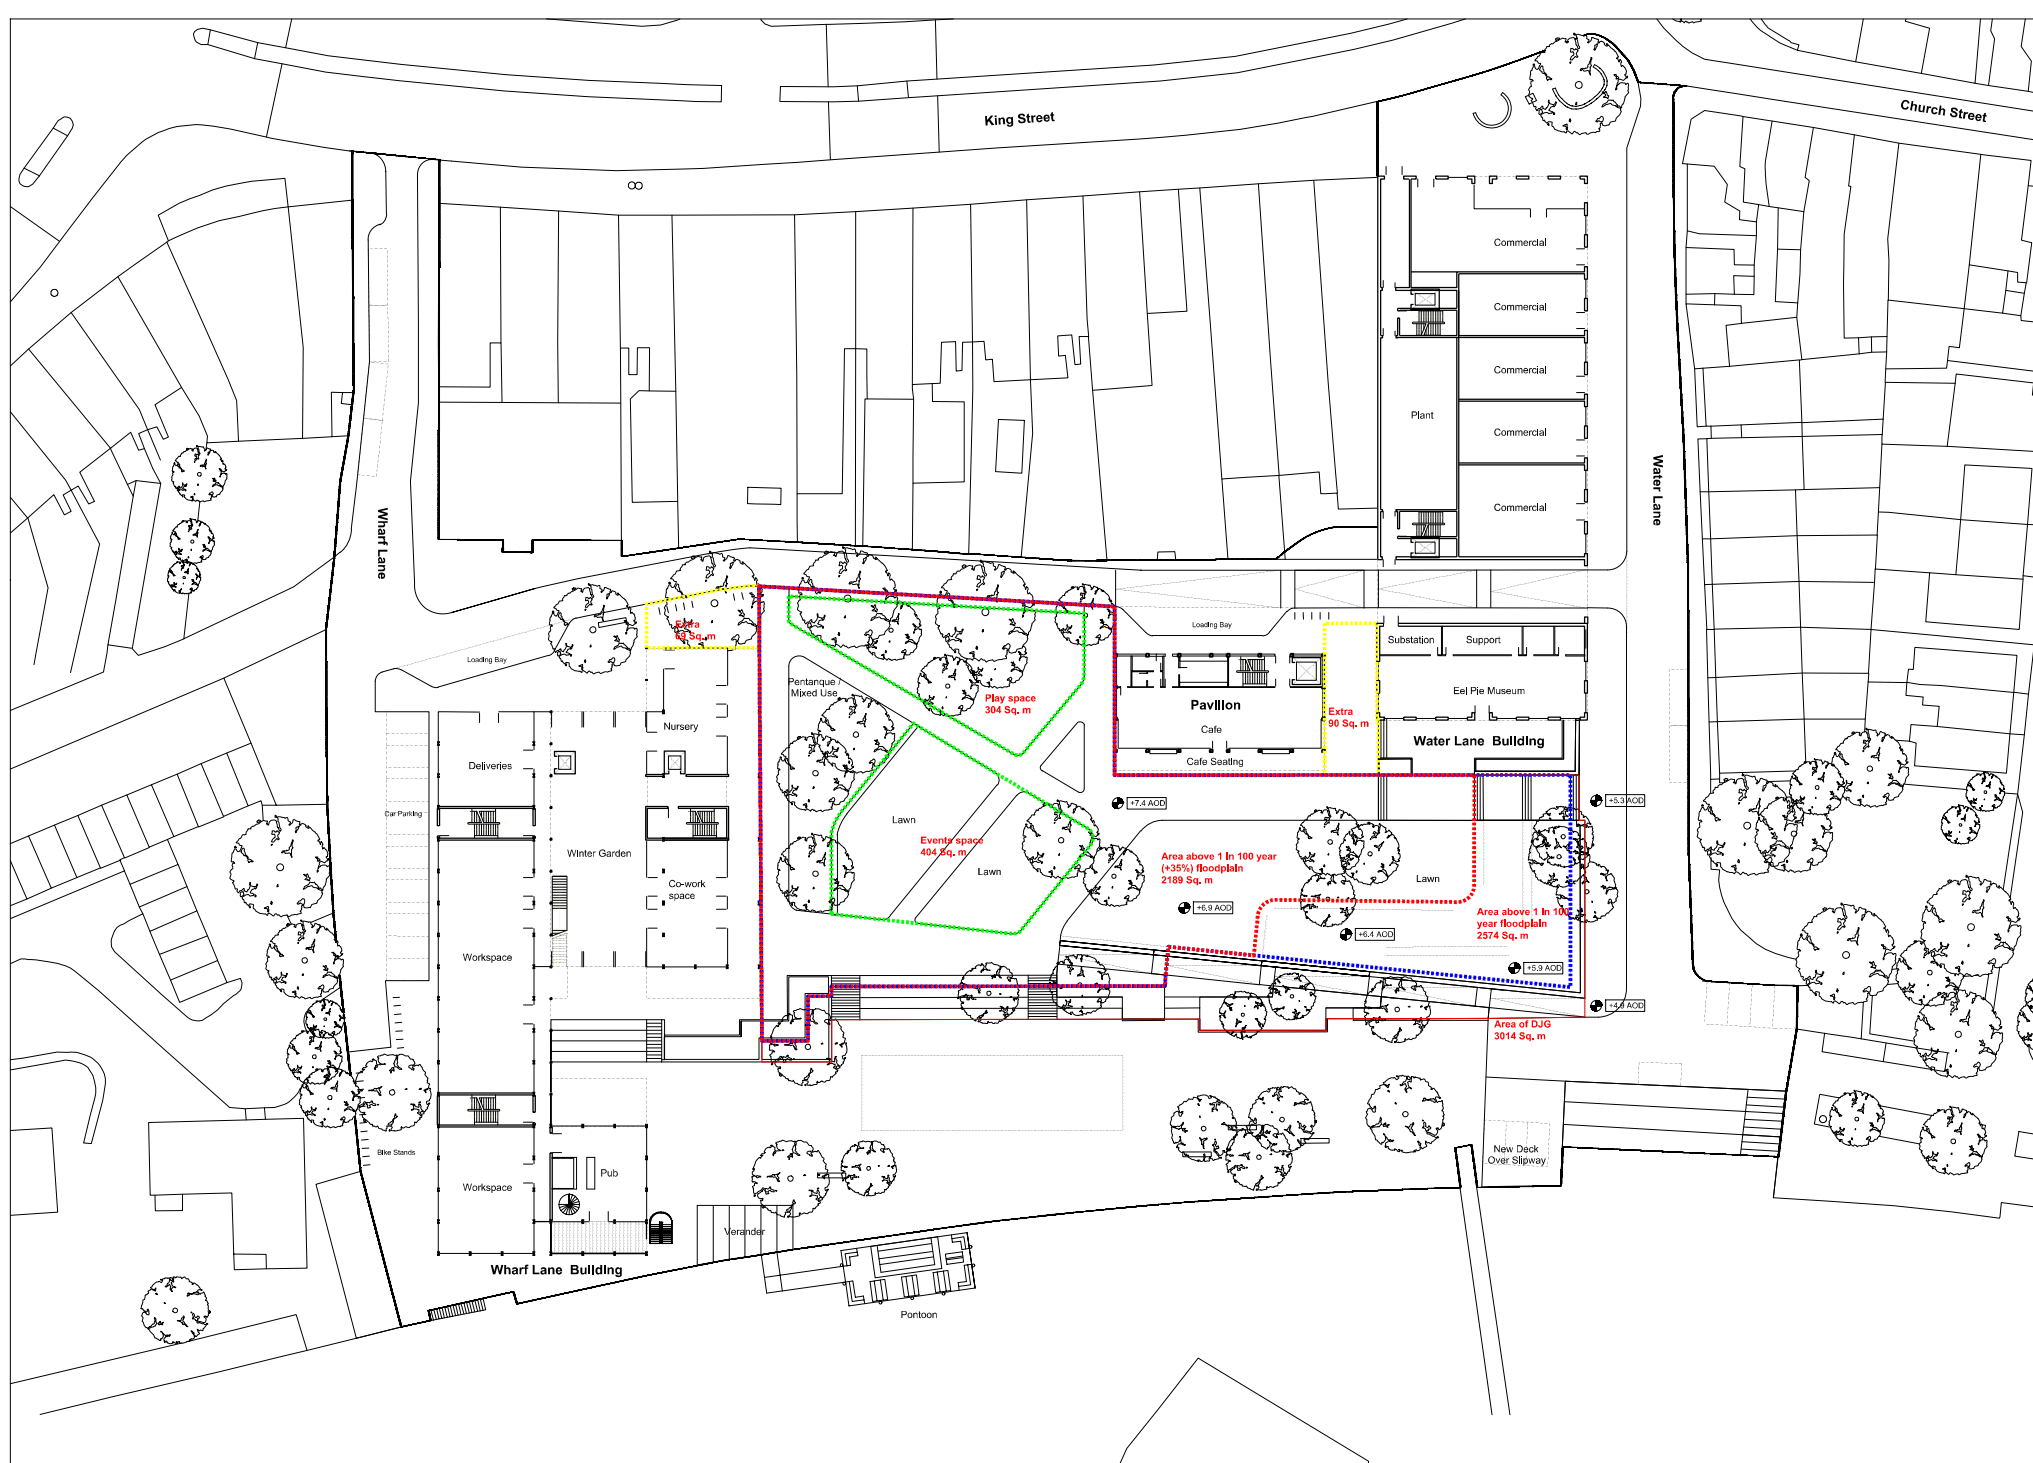 King Street
Church Street
Wharf Lane
Water Lane
Commercial
Commercial
Commercial
Commercial
Commercial
Plant
Loading Bay
Extra
69 Sq. m
Loading Bay
Substation
Support
Eel Pie Museum
Water Lane Building
Pavilion
Cafe
Cafe Seating
Extra
90 Sq. m
Pentanque /
Mixed Use
Play space
304 Sq. m
Nursery
Deliveries
Car Parking
Winter Garden
Lawn
Events space
404 Sq. m
Lawn
Co-work
space
Workspace
+7.4 AOD
+5.3 AOD
Area above 1 in 100 year
(+35%) floodplain
2189 Sq. m
Lawn
+6.9 AOD
+6.4 AOD
Area above 1 in 100
year floodplain
2574 Sq. m
+5.9 AOD
+4.9 AOD
Area of DJG
3014 Sq. m
Bike Stands
Workspace
Pub
Verander
Wharf Lane Building
Pontoon
New Deck
Over Slipway